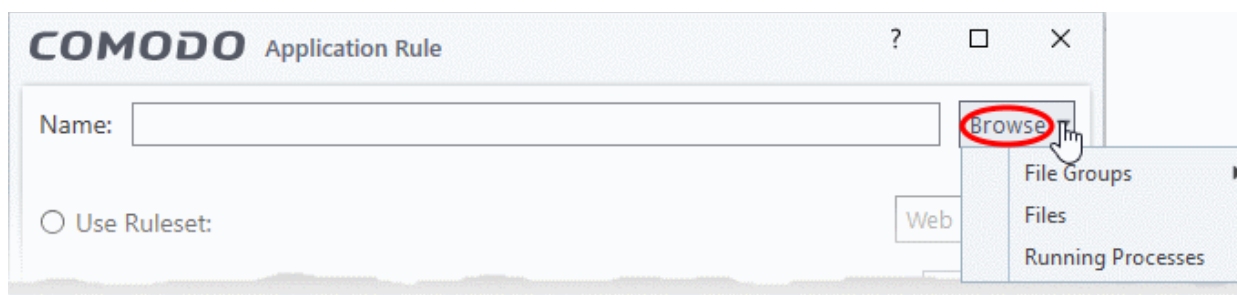 COMODO Application Rule ?
Name: Browse
File Groups
Use Ruleset: Web Files
Running Processes